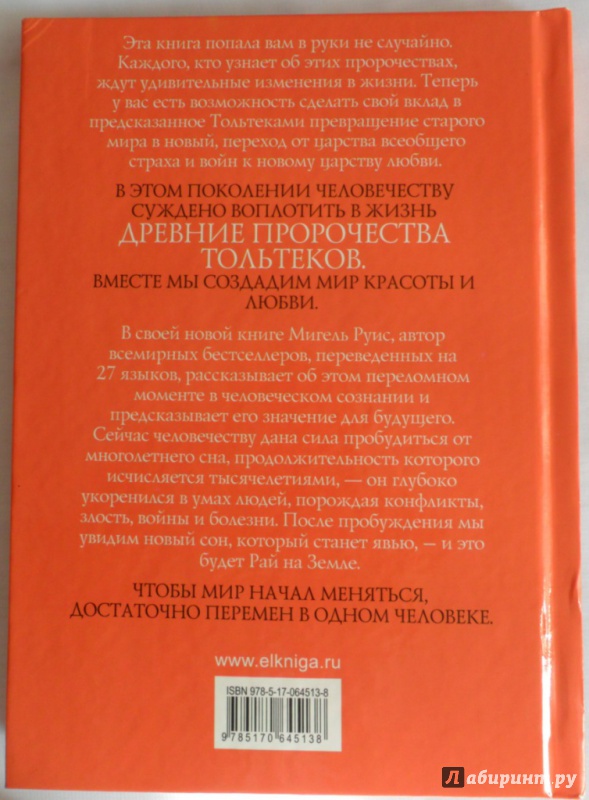 Эта книга попала вам в руки не случайно.
Каждого, кто узнает об этих пророчествах,
ждут удивительные изменения в жизни. Теперь
у вас есть возможность сделать свой вклад в
предсказанное Тольтеками превращение старого
мира в новый, переход от царства всеобщего
страха и войн к новому царству любви.
В ЭТОМ ПОКОЛЕНИИ ЧЕЛОВЕЧЕСТВУ
СУЖДЕНО ВОПЛОТИТЬ В ЖИЗНЬ
ДРЕВНИЕ ПРОРОЧЕСТВА
ТОЛЬТЕКОВ.
ВМЕСТЕ МЫ СОЗДАДИМ МИР КРАСОТЫ И
ЛЮБВИ.
В своей новой книге Мигель Руис, автор
всемирных бестселлеров, переведенных на
27 языков, рассказывает об этом переломном
моменте в человеческом сознании и
предсказывает его значение для будущего.
Сейчас человечеству дана сила пробудиться от
многолетнего сна, продолжительность которого
исчисляется тысячелетиями, — он глубоко
укоренился в умах людей, порождая конфликты,
злость, войны и болезни. После пробуждения мы
увидим новый сон, который станет явью, — и это
будет Рай на Земле.
ЧТОБЫ МИР НАЧАЛ МЕНЯТЬСЯ,
ДОСТАТОЧНО ПЕРЕМЕН В ОДНОМ ЧЕЛОВЕКЕ.
www.elkniga.ru
ISBN 978-5-17-064513-8
9 785170 645138
Лабиринт.ру